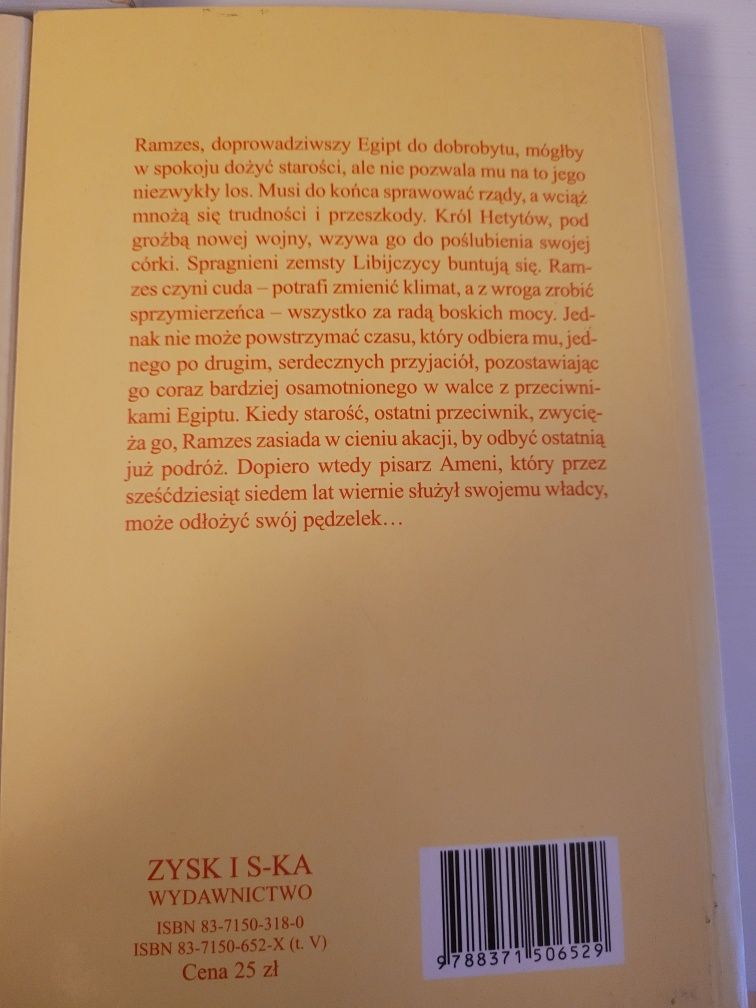 Ramzes, doprowadziwszy Egipt do dobrobytu, mógłby
w spokoju dożyć starości, ale nie pozwala mu na to jego
niezwykły los. Musi do końca sprawować rządy, a wciąż
mnożą się trudności i przeszkody. Król Hetytów, pod
groźbą nowej wojny, wzywa go do poślubienia swojej
córki. Spragnieni zemsty Libijczycy buntują się. Ram-
zes czyni cuda – potrafi zmienić klimat, a z wroga zrobić
sprzymierzeńca – wszystko za radą boskich mocy. Jed-
nak nie może powstrzymać czasu, który odbiera mu, jed-
nego po drugim, serdecznych przyjaciół, pozostawiając
go coraz bardziej osamotnionego w walce z przeciwni-
kami Egiptu. Kiedy starość, ostatni przeciwnik, zwycię-
ża go, Ramzes zasiada w cieniu akacji, by odbyć ostatnią
już podróż. Dopiero wtedy pisarz Ameni, który przez
sześćdziesiąt siedem lat wiernie służył swojemu władcy,
może odłożyć swój pędzelek…
ZYSK I S-KA
WYDAWNICTWO
ISBN 83-7150-318-0
ISBN 83-7150-652-X (t. V)
Cena 25 zł
9 788371 506529